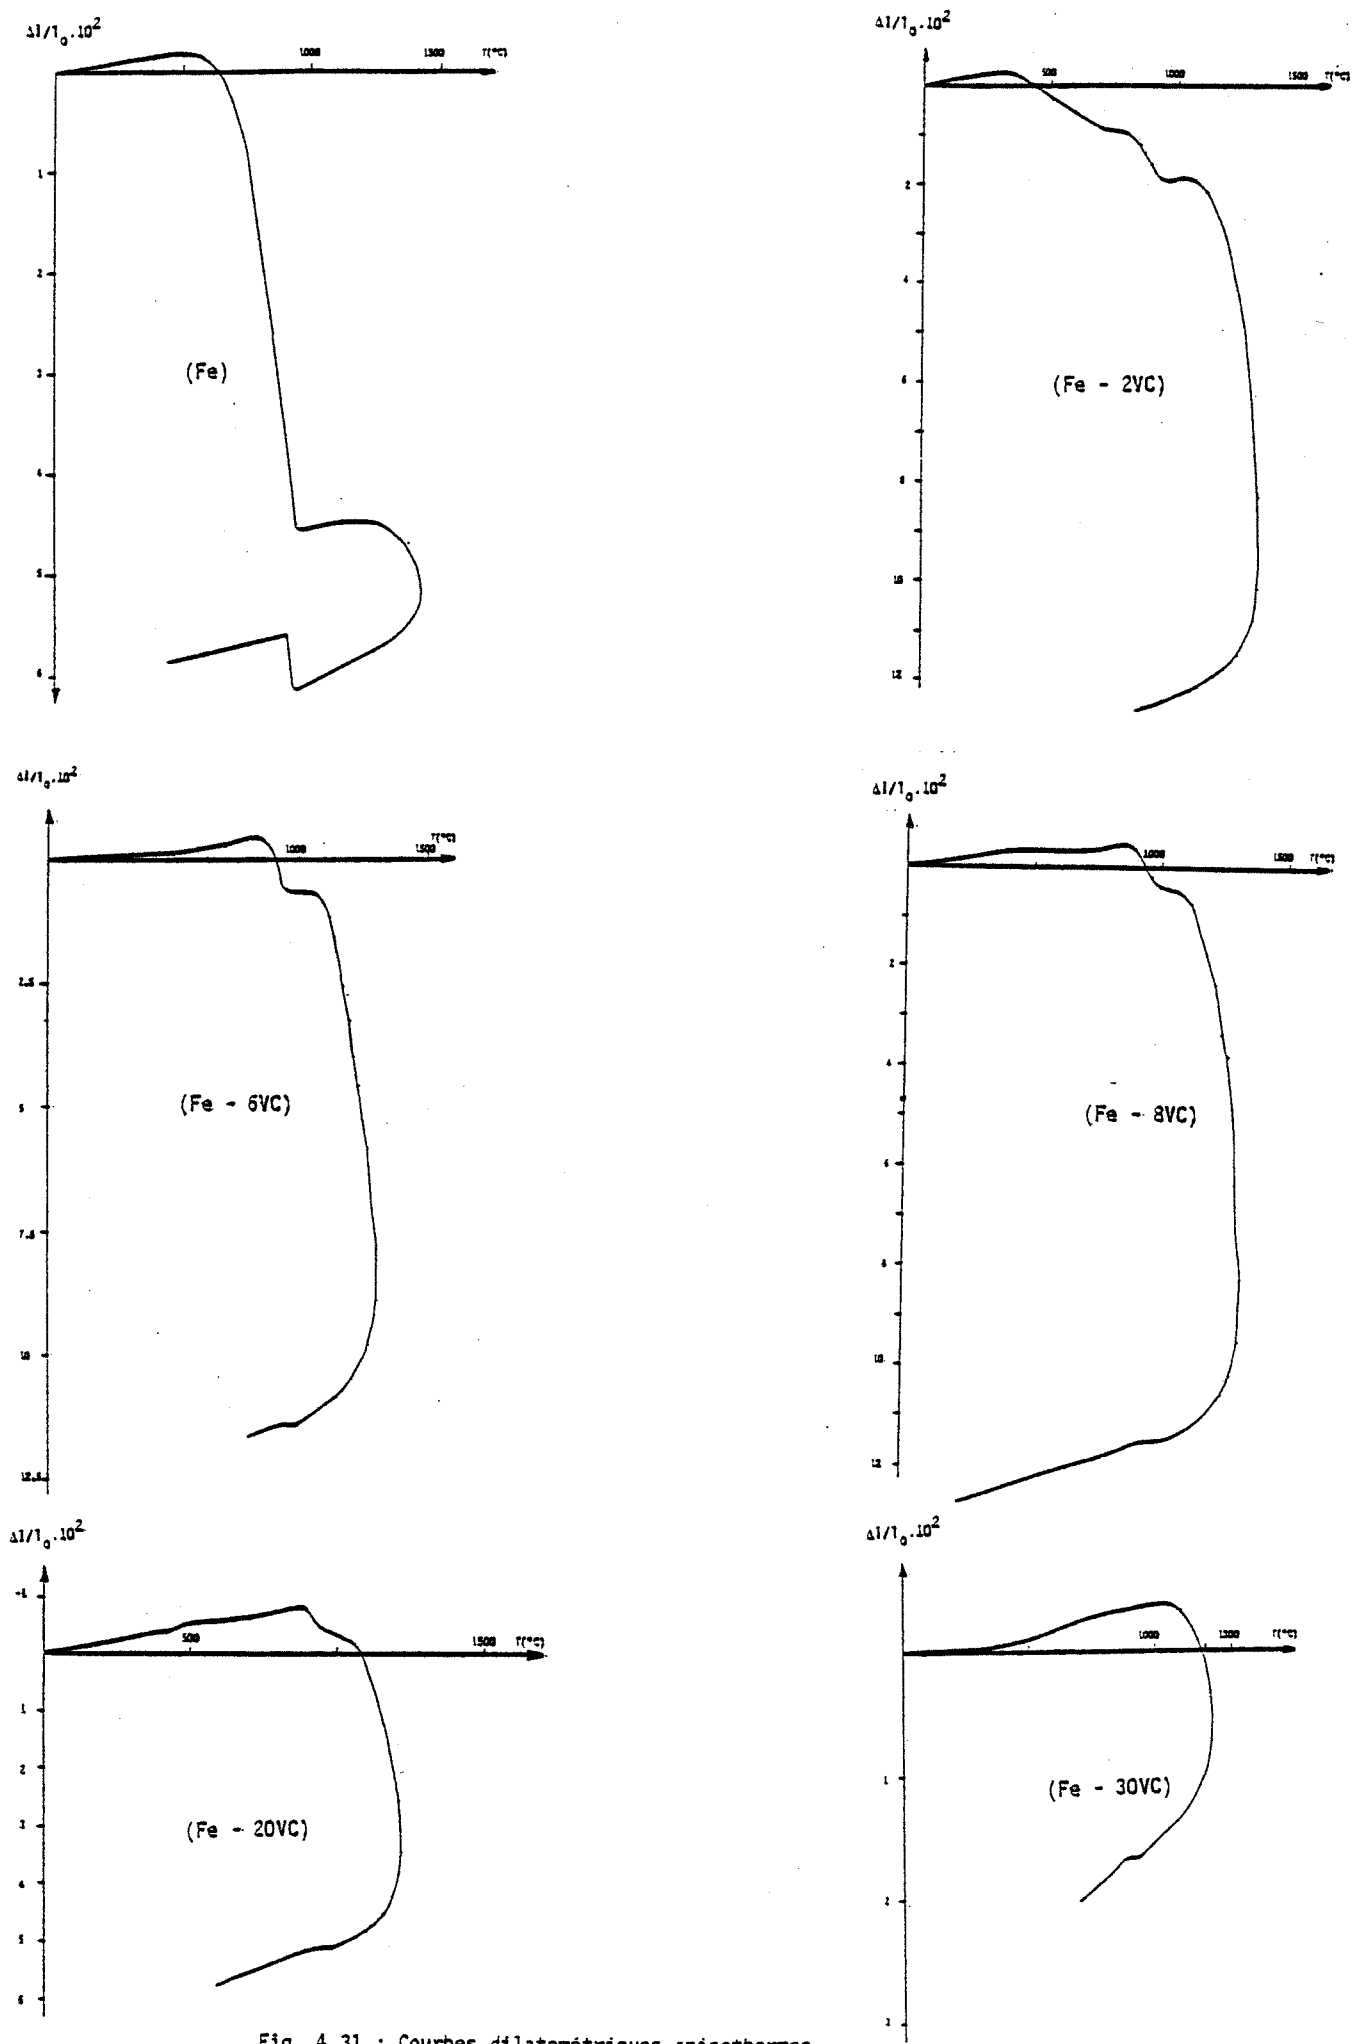 Δl/l₀.10²
1000 1500 T(°C)
1
2
3
4
5
6
(Fe)
Δl/l₀.10²
500 1000 1500 T(°C)
2
4
6
8
10
12
(Fe - 2VC)
Δl/l₀.10²
1000 1500 T(°C)
2.5
5
7.5
10
12.5
(Fe - 6VC)
Δl/l₀.10²
1000 1500 T(°C)
2
4
6
8
10
12
(Fe - 8VC)
Δl/l₀.10²
-1
500 1500 T(°C)
1
2
3
4
5
6
(Fe - 20VC)
Δl/l₀.10²
1000 1300 T(°C)
1
2
3
(Fe - 30VC)
Fig. 4.31 : Courbes dilatométriques anisothermes